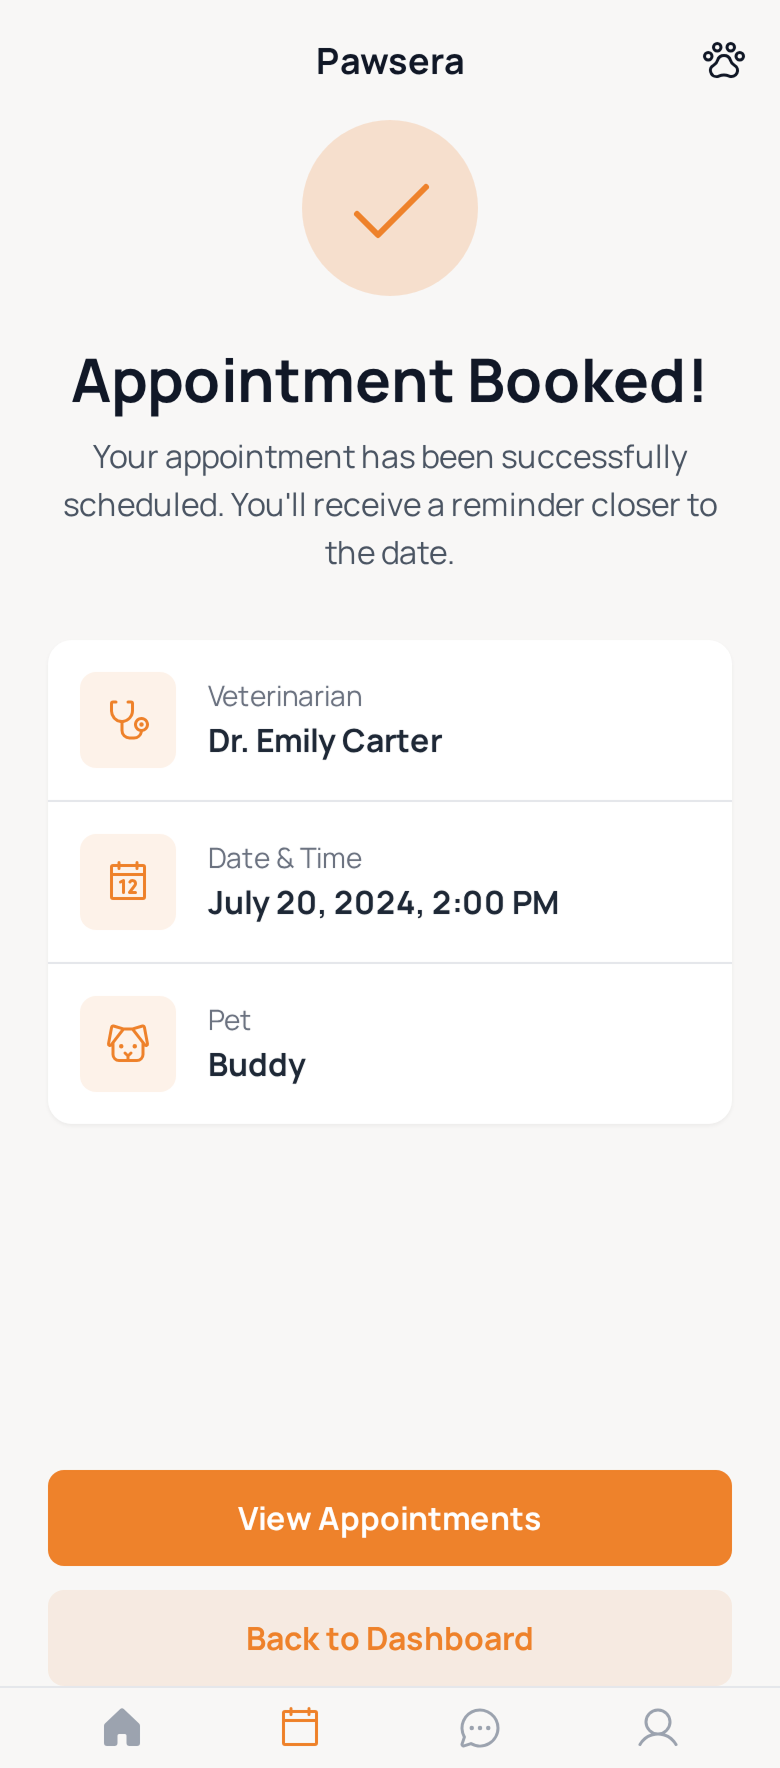 Pawsera
Appointment Booked!
Your appointment has been successfully
scheduled. You'll receive a reminder closer to
the date.
Veterinarian
Dr. Emily Carter
12
Date & Time
July 20, 2024, 2:00 PM
Pet
Buddy
View Appointments
Back to Dashboard